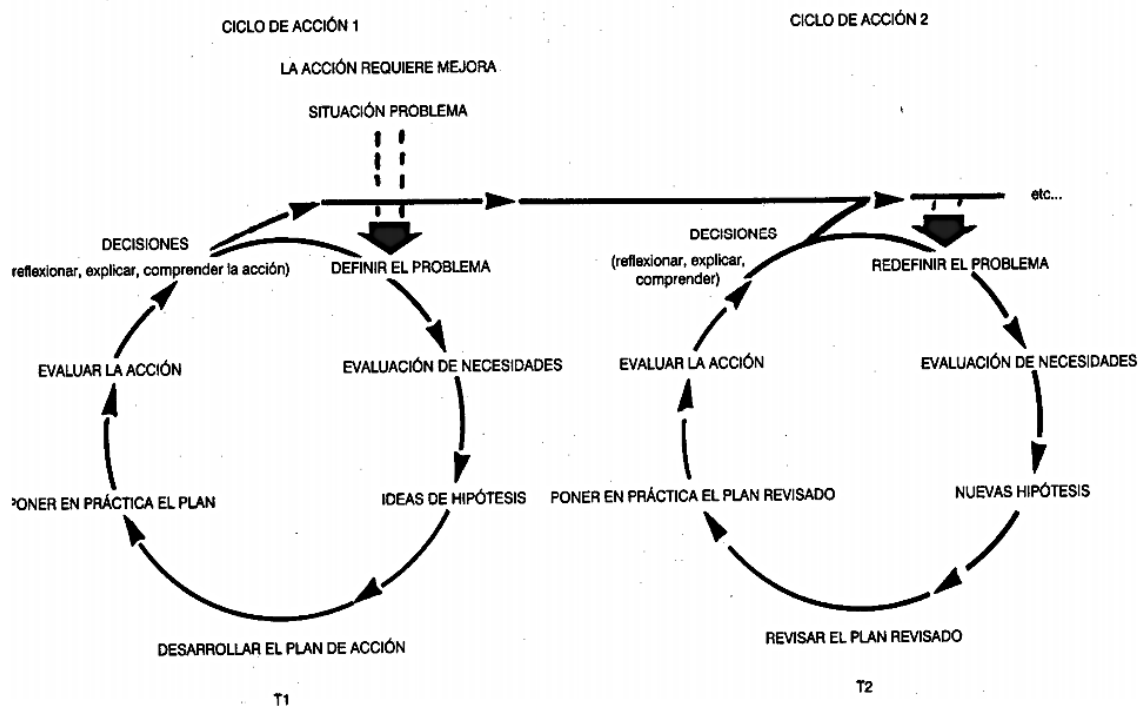 CICLO DE ACCIÓN 1
LA ACCIÓN REQUIERE MEJORA
SITUACIÓN PROBLEMA
DECISIONES
reflexionar, explicar, comprender la acción)
DEFINIR EL PROBLEMA
EVALUAR LA ACCIÓN
EVALUACIÓN DE NECESIDADES
PONER EN PRÁCTICA EL PLAN
IDEAS DE HIPÓTESIS
DESARROLLAR EL PLAN DE ACCIÓN
T1
CICLO DE ACCIÓN 2
etc...
DECISIONES
(reflexionar, explicar,
comprender)
REDEFINIR EL PROBLEMA
EVALUAR LA ACCIÓN
EVALUACIÓN DE NECESIDADES
PONER EN PRÁCTICA EL PLAN REVISADO
NUEVAS HIPÓTESIS
REVISAR EL PLAN REVISADO
T2